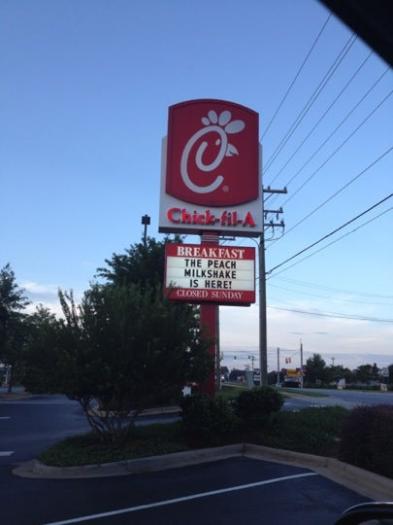 Chick-fil-A
BREAKFAST
THE PEACH
MILKSHAKE
IS HERE!
CLOSED SUNDAY